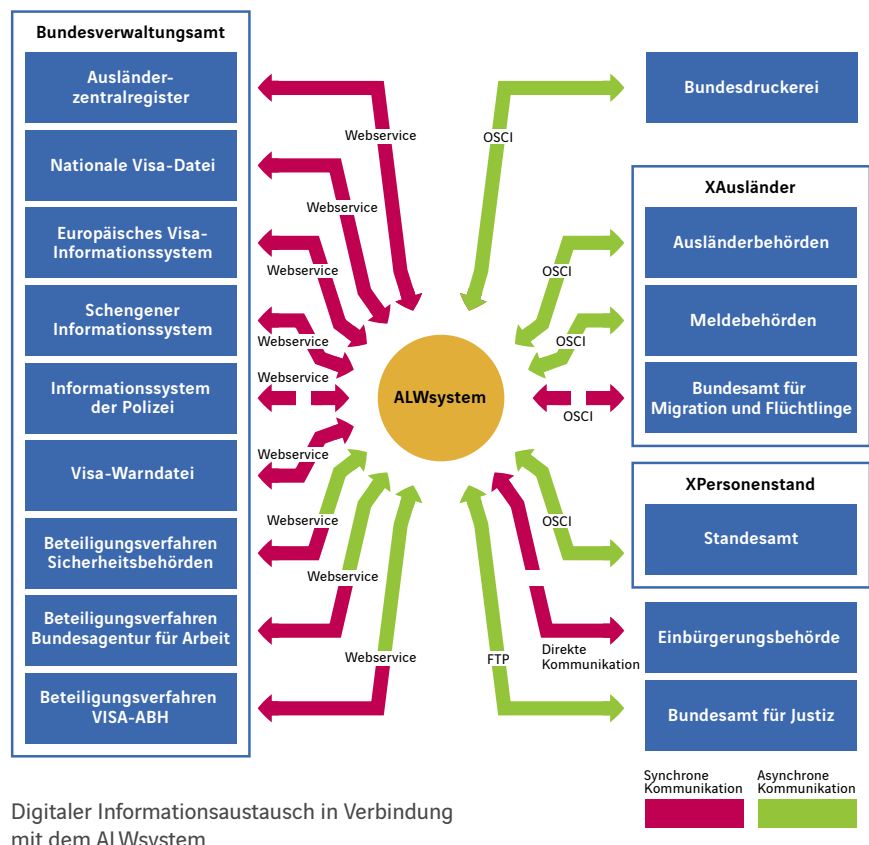 Bundesverwaltungsamt
Ausländer-
zentralregister
Nationale Visa-Datei
Europäisches Visa-
Informationssystem
Schengener
Informationssystem
Informationssystem
der Polizei
Visa-Warndatei
Beteiligungsverfahren
Sicherheitsbehörden
Beteiligungsverfahren
Bundesagentur für Arbeit
Beteiligungsverfahren
VISA-ABH
Webservice
Webservice
Webservice
Webservice
Webservice
Webservice
Webservice
Webservice
Webservice
ALWsystem
OSCI
OSCI
OSCI
OSCI
OSCI
Direkte
Kommunikation
FTP
Bundesdruckerei
XAusländer
Ausländerbehörden
Meldebehörden
Bundesamt für
Migration und Flüchtlinge
XPersonenstand
Standesamt
Einbürgerungsbehörde
Bundesamt für Justiz
Synchrone
Kommunikation
Asynchrone
Kommunikation
Digitaler Informationsaustausch in Verbindung
mit dem ALWsystem